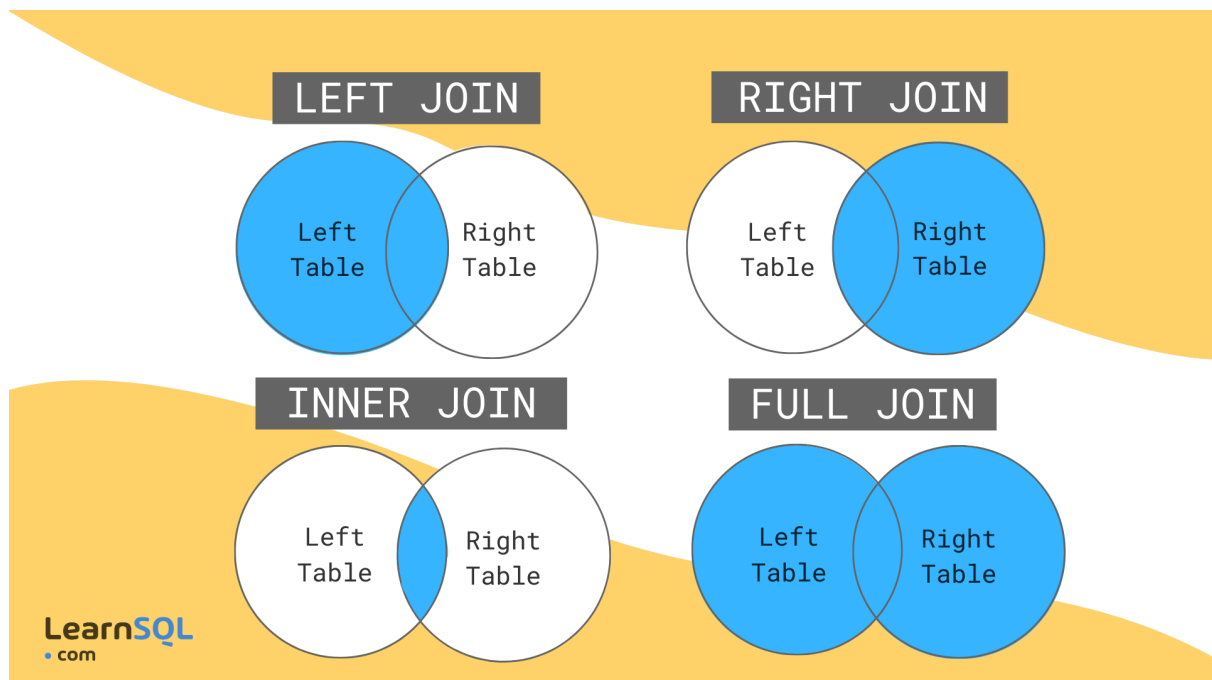 LEFT JOIN
Left
Table
Right
Table
RIGHT JOIN
Left
Table
Right
Table
INNER JOIN
Left
Table
Right
Table
FULL JOIN
Left
Table
Right
Table
LearnSQL
• com